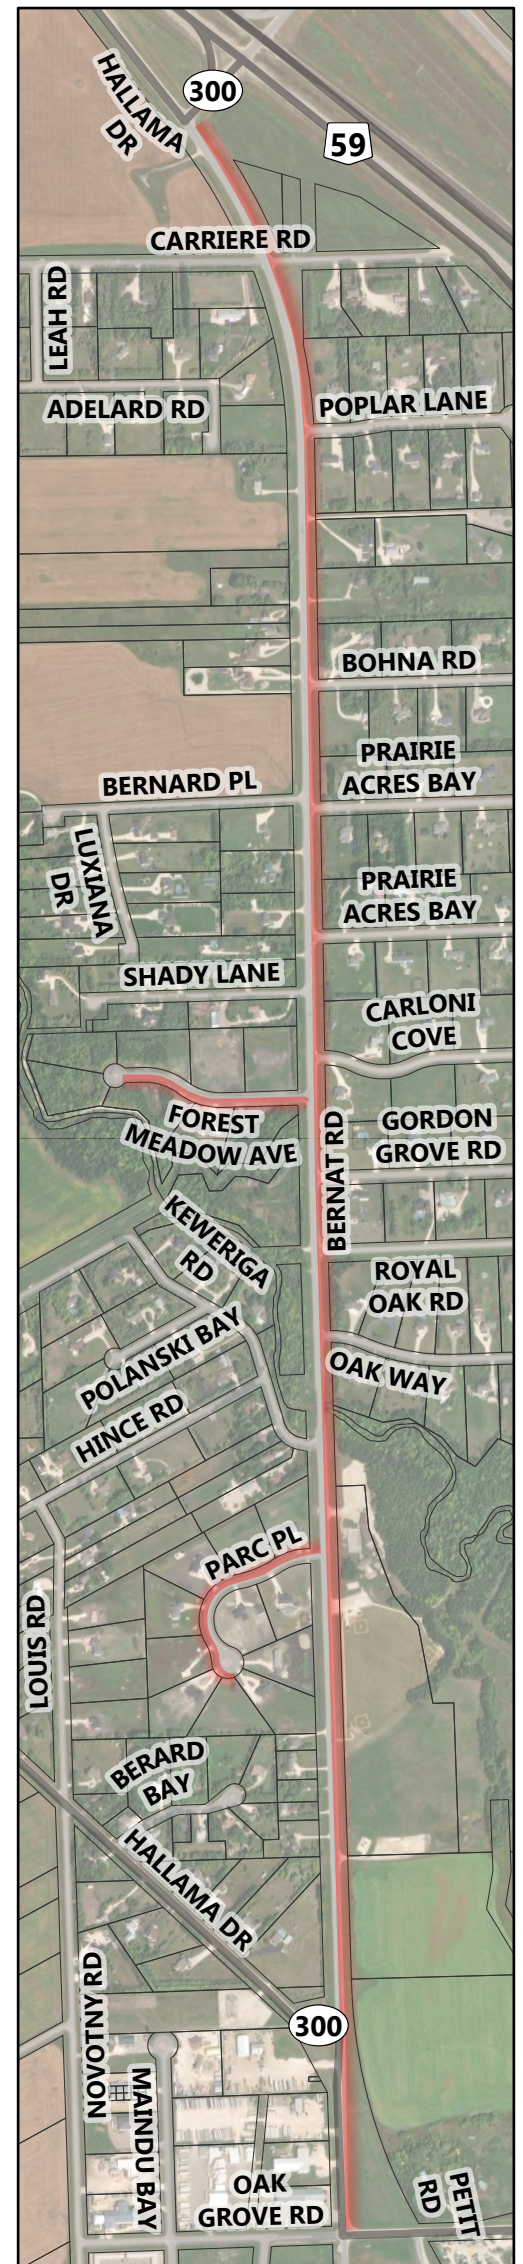 300
HALLAMA
DR
59
CARRIERE RD
LEAH RD
ADELARD RD
POPLAR LANE
BOHNA RD
PRAIRIE
ACRES BAY
BERNARD PL
LUXIANA
DR
PRAIRIE
ACRES BAY
SHADY LANE
CARLONI
COVE
FOREST
MEADOW AVE
BERNAT RD
GORDON
GROVE RD
KEWERIGA
RD
ROYAL
OAK RD
POLANSKI BAY
OAK WAY
HINCE RD
PARC PL
LOUIS RD
BERARD
BAY
HALLAMA DR
300
NOVOTNY RD
MAINDU BAY
OAK
GROVE RD
PETIT
RD